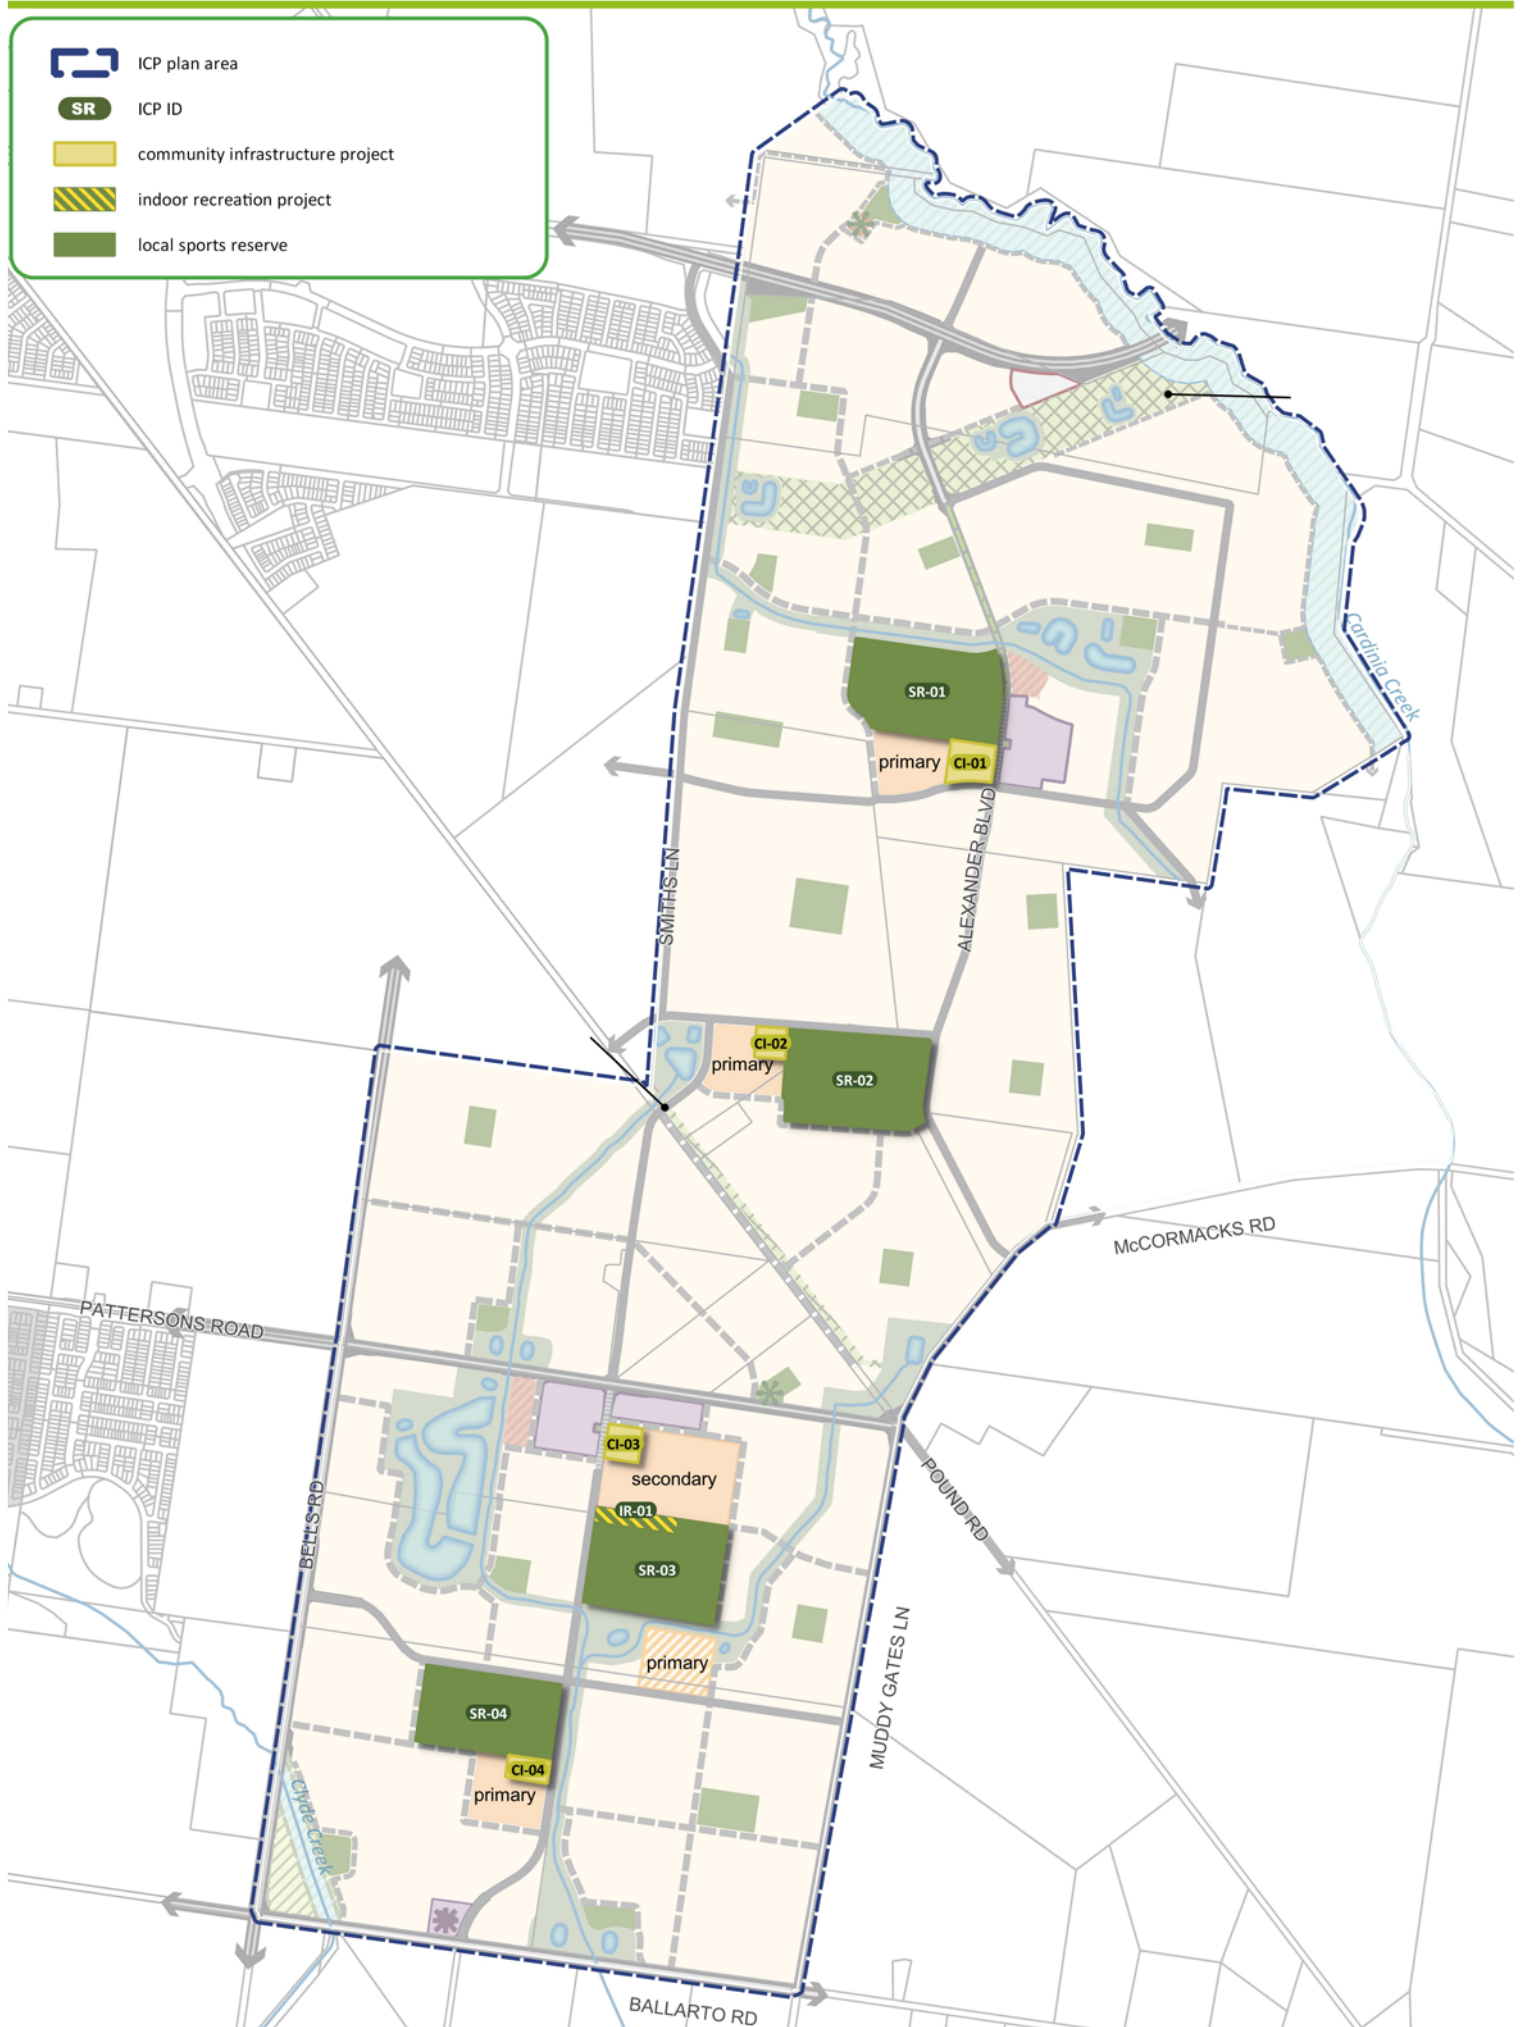 ICP plan area
SR
ICP ID
community infrastructure project
indoor recreation project
local sports reserve
Cardinia Creek
SR-01
primary
CI-01
ALEXANDER BLVD
SMITHS LN
CI-02
primary
SR-02
McCORMACKS RD
PATTERSONS ROAD
CI-03
secondary
POUND RD
BELLS RD
IR-01
SR-03
primary
MUDDY GATES LN
SR-04
CI-04
primary
Clyde Creek
BALLARTO RD